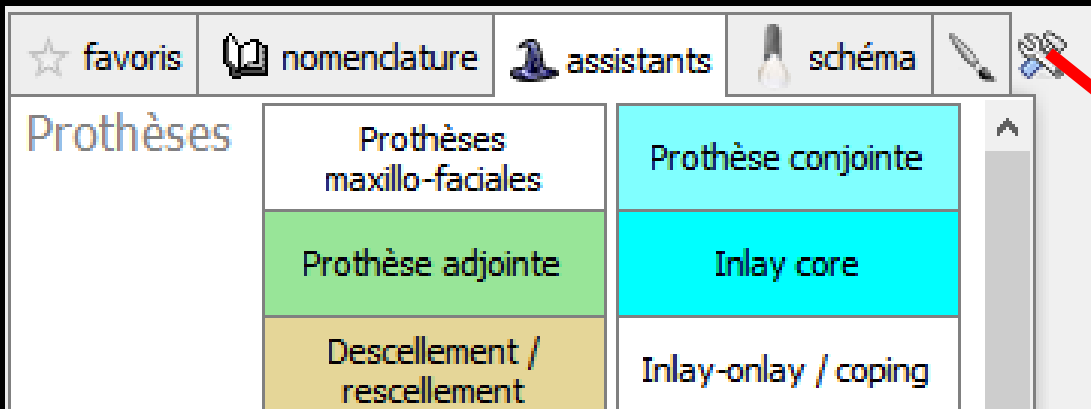 favoris
nomenclature
assistants
schéma
Prothèses
Prothèses
maxillo-faciales
Prothèse conjointe
Prothèse adjointe
Inlay core
Descellement /
rescellement
Inlay-onlay / coping